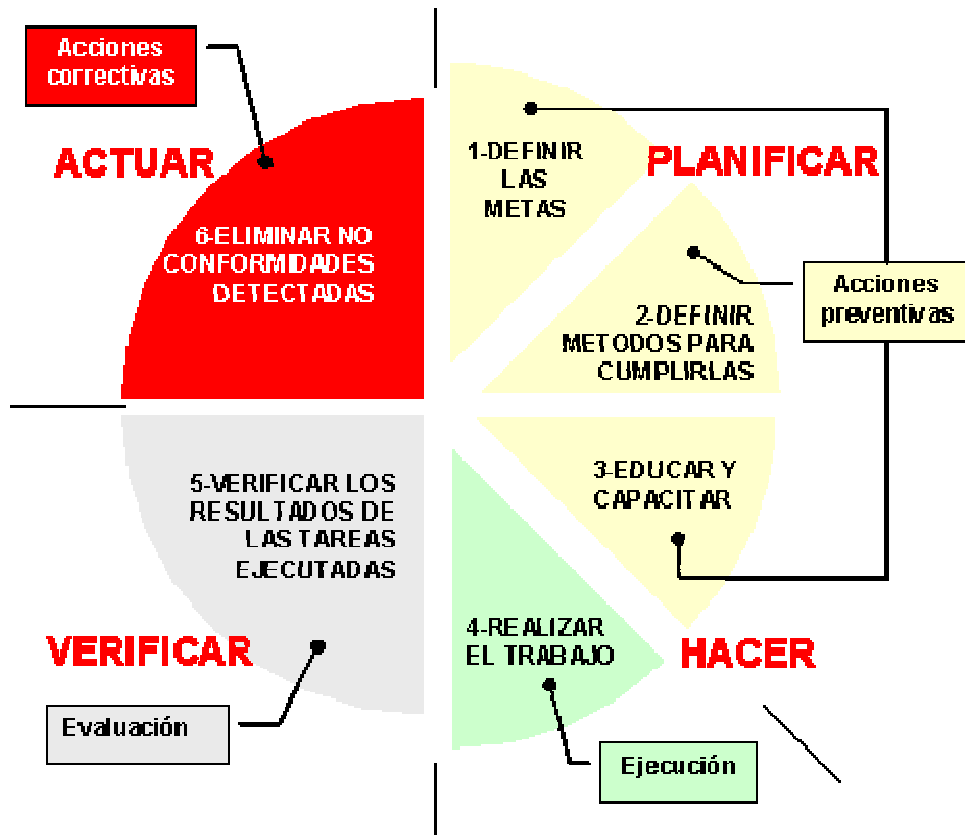 Acciones
correctivas
ACTUAR
6-ELIMINAR NO
CONFORMIDADES
DETECTADAS
1-DEFINIR
LAS
METAS
PLANIFICAR
2-DEFINIR
METODOS PARA
CUMPLIRLAS
Acciones
preventivas
3-EDUCAR Y
CAPACITAR
HACER
4-REALIZAR
EL TRABAJO
Ejecución
5-VERIFICAR LOS
RESULTADOS DE
LAS TAREAS
EJECUTADAS
VERIFICAR
Evaluación